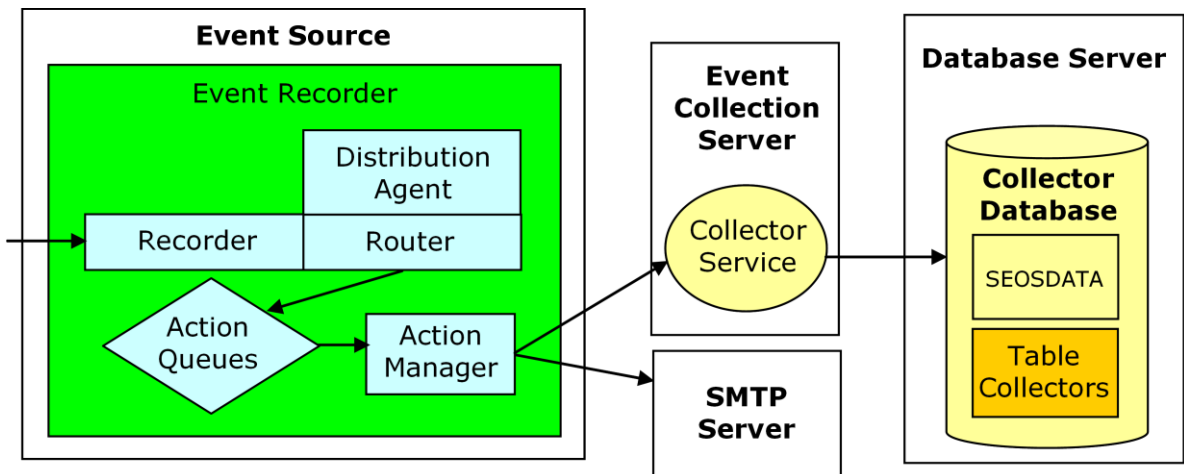 Event Source
Event Recorder
Distribution
Agent
Recorder
Router
Action
Queues
Action
Manager
Event
Collection
Server
Collector
Service
SMTP
Server
Database Server
Collector
Database
SEOSDATA
Table
Collectors